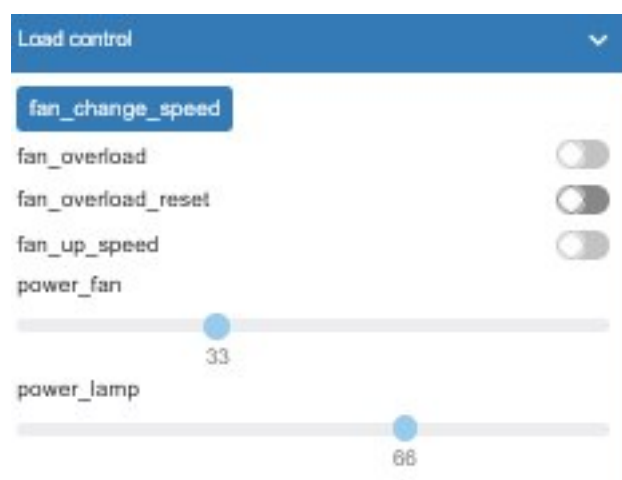 Load control
fan_change_speed
fan_overload
fan_overload_reset
fan_up_speed
power_fan
33
power_lamp
66